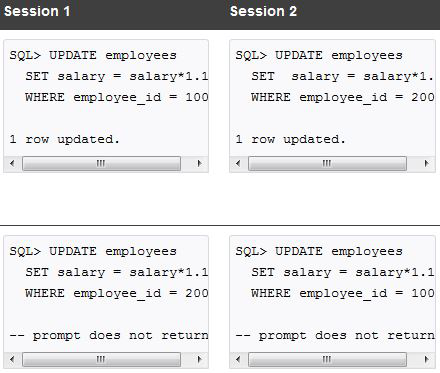 Session 1
Session 2
SQL> UPDATE employees
SET salary = salary*1.1
WHERE employee_id = 100
1 row updated.
SQL> UPDATE employees
SET  salary = salary*1.
WHERE employee_id = 200
1 row updated.
SQL> UPDATE employees
SET salary = salary*1.1
WHERE employee_id = 200
-- prompt does not return
SQL> UPDATE employees
SET salary = salary*1.1
WHERE employee_id = 100
-- prompt does not return